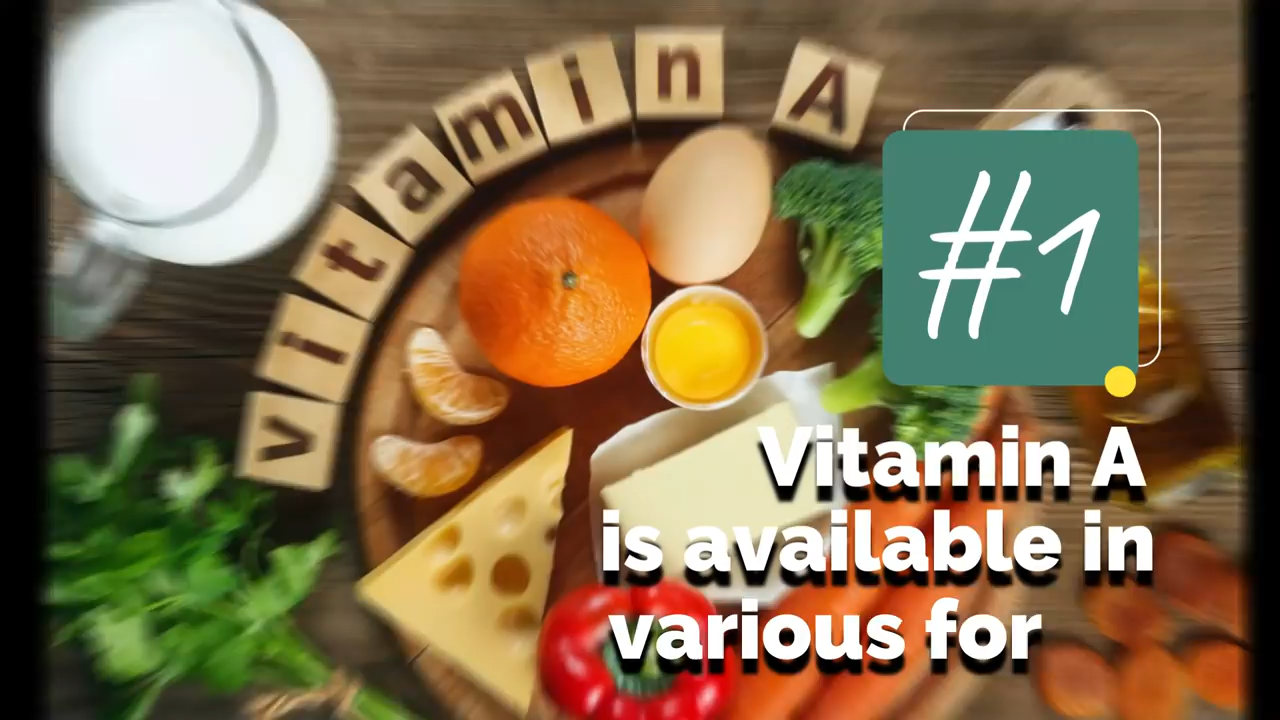 vitamin A
#1
Vitamin A
is available in
various for